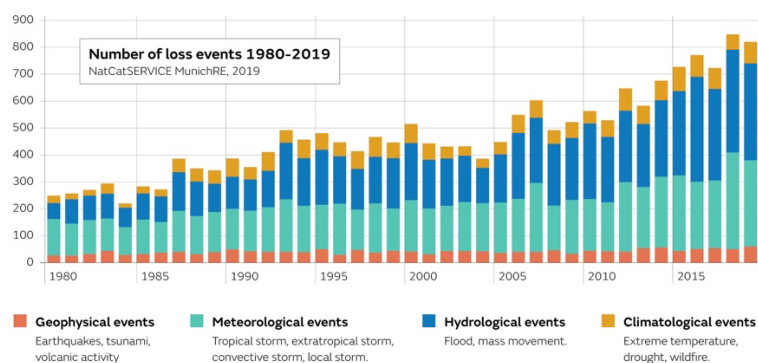 900
800
700
600
500
400
300
200
100
0
Number of loss events 1980-2019
NatCatSERVICE MunichRE, 2019
1980 1985 1990 1995 2000 2005 2010 2015
Geophysical events
Earthquakes, tsunami,
volcanic activity
Meteorological events
Tropical storm, extratropical storm,
convective storm, local storm.
Hydrological events
Flood, mass movement.
Climatological events
Extreme temperature,
drought, wildfire.